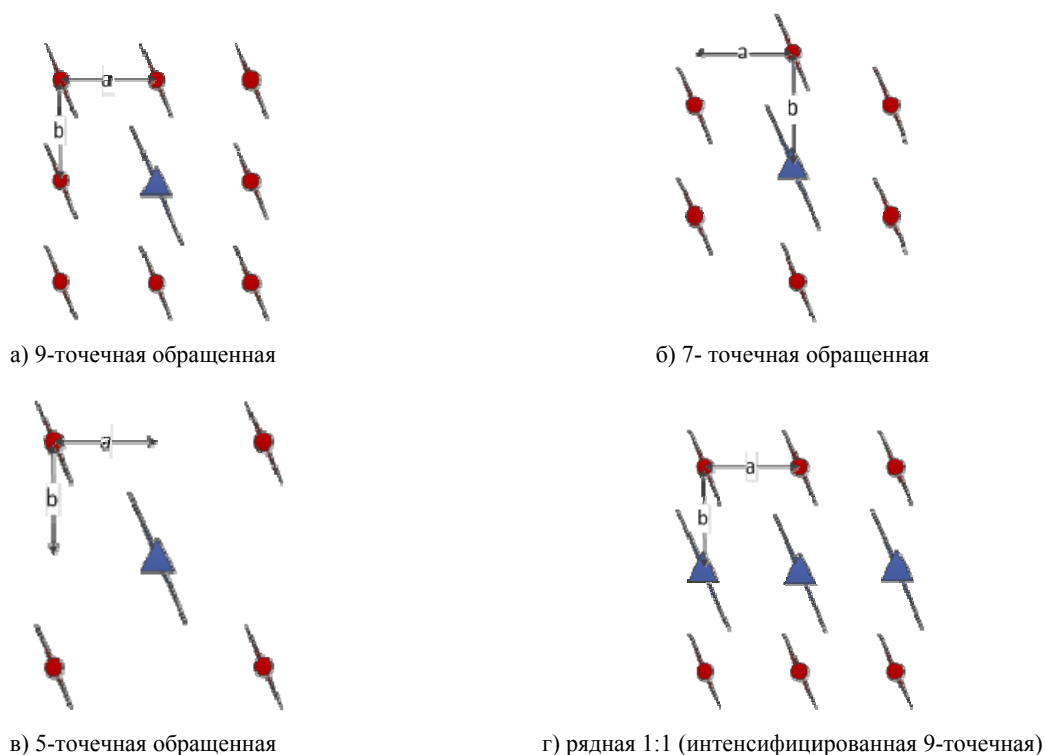 a
b
a
b
а) 9-точечная обращенная
б) 7- точечная обращенная
a
b
a
b
в) 5-точечная обращенная
г) рядная 1:1 (интенсифицированная 9-точечная)